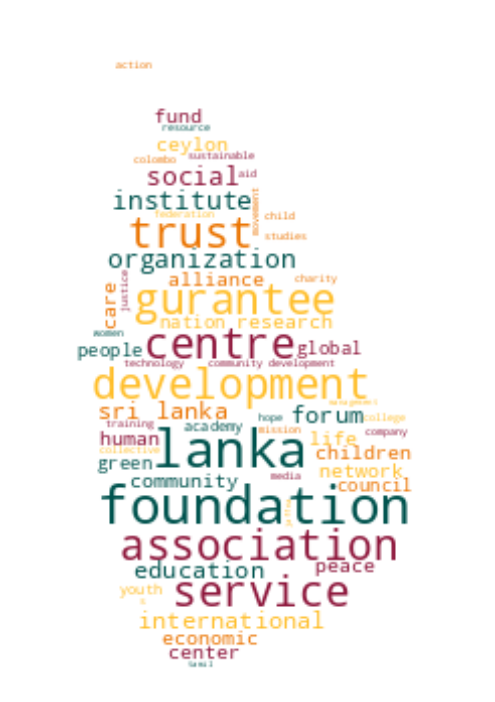 action
fund
resource
ceylon
colombo sustainable
social aid
institute
federation movement child
trust studies
organization
alliance charity
care justice gurantee
nation research
women
people centre global
technology community development
development
management
sri lanka forum college
training academy hope mission company
human lanka life
collective children
green network
community media council
foundation
association
education peace
youth service
s
international
economic
center
tamil